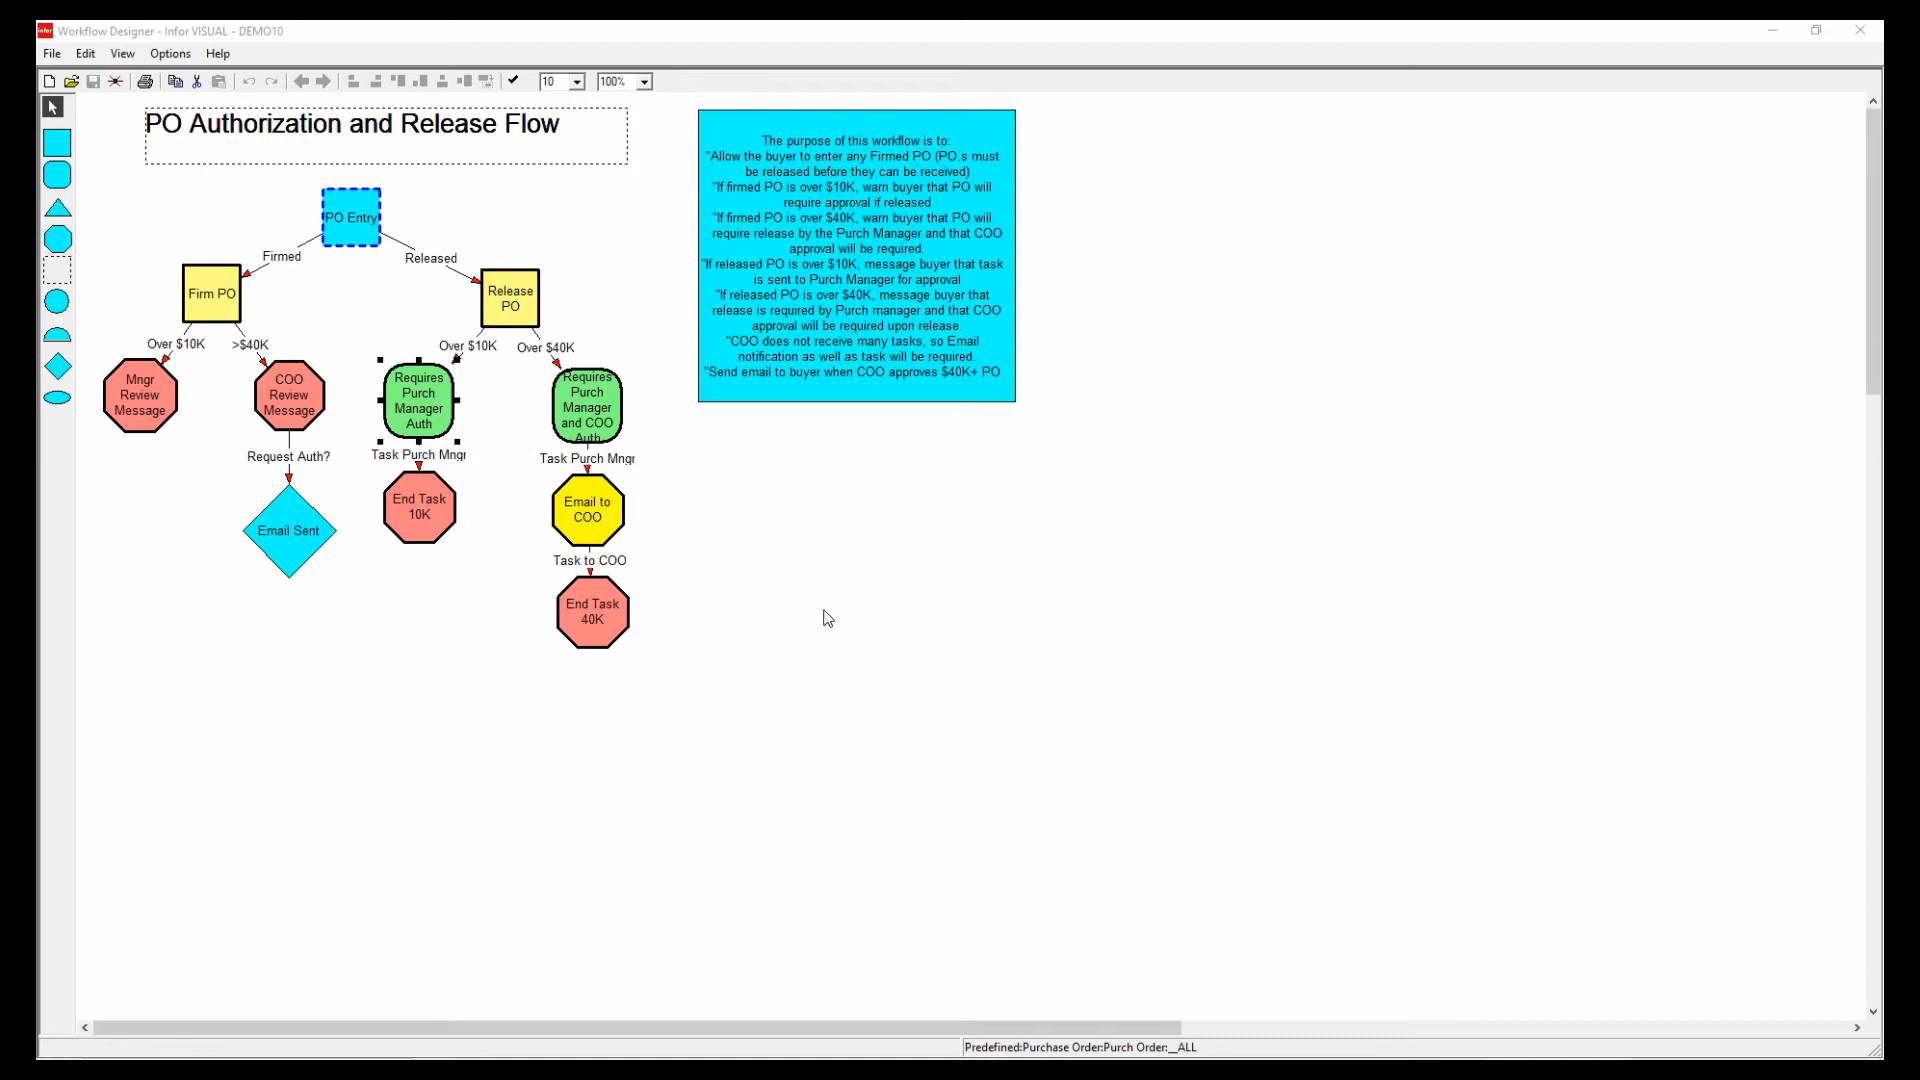 infor Workflow Designer - Infor VISUAL - DEMO10
File Edit View Options Help
10 100%
PO Authorization and Release Flow
PO Entry
Firmed
Released
Firm PO
Release
PO
Over $10K
>$40K
Over $10K
Over $40K
Mngr
Review
Message
COO
Review
Message
Requires
Purch
Manager
Auth
Requires
Purch
Manager
and COO
Auth
Request Auth?
Task Purch Mngr
Task Purch Mngr
Email Sent
End Task
10K
Email to
COO
Task to COO
End Task
40K
The purpose of this workflow is to:
"Allow the buyer to enter any Firmed PO (PO.s must
be released before they can be received)
"If firmed PO is over $10K, warn buyer that PO will
require approval if released
"If firmed PO is over $40K, warn buyer that PO will
require release by the Purch Manager and that COO
approval will be required.
"If released PO is over $10K, message buyer that task
is sent to Purch Manager for approval
"If released PO is over $40K, message buyer that
release is required by Purch manager and that COO
approval will be required upon release.
"COO does not receive many tasks, so Email
notification as well as task will be required.
"Send email to buyer when COO approves $40K+ PO
Predefined:Purchase Order:Purch Order:__ALL